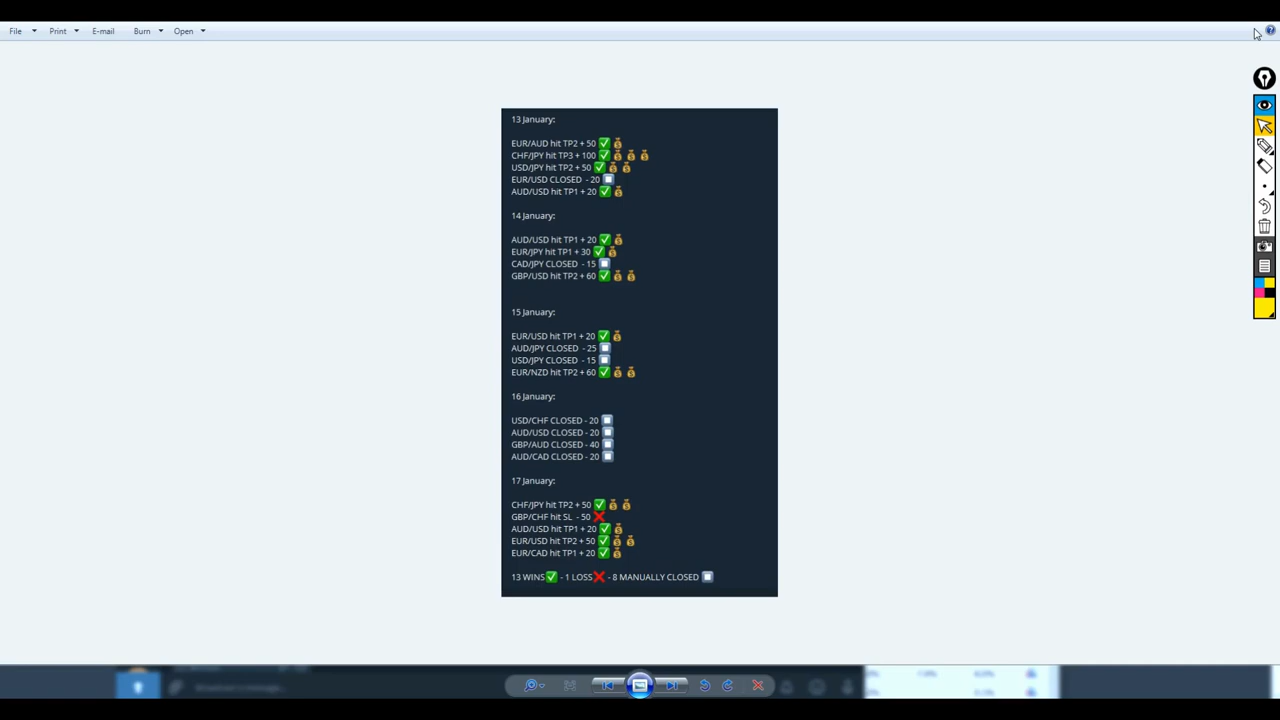 File Print E-mail Burn Open
13 January:
EUR/AUD hit TP2 + 50 ✅ 💰
CHF/JPY hit TP3 + 100 ✅ 💰 💰 💰
USD/JPY hit TP2 + 50 ✅ 💰 💰
EUR/USD CLOSED - 20 ◻️
AUD/USD hit TP1 + 20 ✅ 💰
14 January:
AUD/USD hit TP1 + 20 ✅ 💰
EUR/JPY hit TP1 + 30 ✅ 💰
CAD/JPY CLOSED - 15 ◻️
GBP/USD hit TP2 + 60 ✅ 💰 💰
15 January:
EUR/USD hit TP1 + 20 ✅ 💰
AUD/JPY CLOSED - 25 ◻️
USD/JPY CLOSED - 15 ◻️
EUR/NZD hit TP2 + 60 ✅ 💰 💰
16 January:
USD/CHF CLOSED - 20 ◻️
AUD/USD CLOSED - 20 ◻️
GBP/AUD CLOSED - 40 ◻️
AUD/CAD CLOSED - 20 ◻️
17 January:
CHF/JPY hit TP2 + 50 ✅ 💰 💰
GBP/CHF hit SL - 50 ❌
AUD/USD hit TP1 + 20 ✅ 💰
EUR/USD hit TP2 + 50 ✅ 💰 💰
EUR/CAD hit TP1 + 20 ✅ 💰
13 WINS✅ - 1 LOSS❌ - 8 MANUALLY CLOSED ◻️